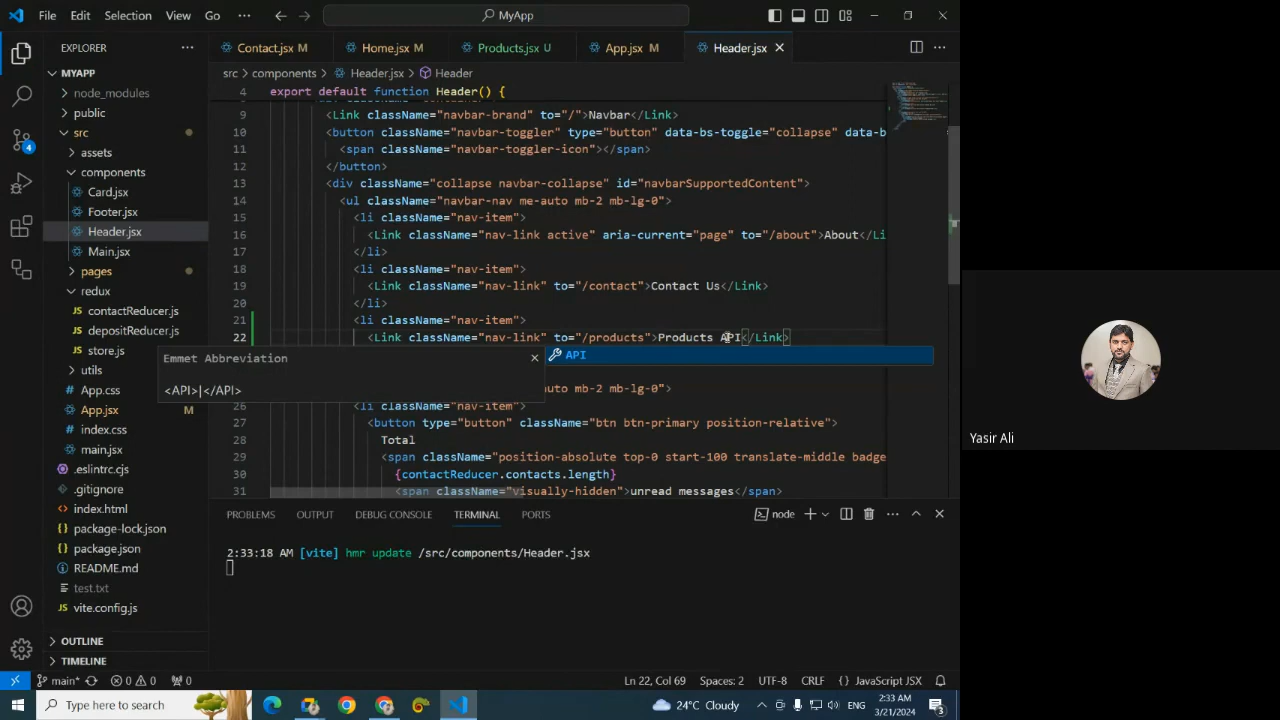 File Edit Selection View Go ··· MyApp
EXPLORER
Contact.jsx M Home.jsx M Products.jsx U App.jsx M Header.jsx
MYAPP
node_modules
public
src
assets
components
Card.jsx
Footer.jsx
Header.jsx
Main.jsx
pages
redux
contactReducer.js
depositReducer.js
store.js
utils
App.css
App.jsx M
index.css
main.jsx
.eslintrc.cjs
.gitignore
index.html
package-lock.json
package.json
README.md
test.txt
vite.config.js
OUTLINE
TIMELINE
src > components > Header.jsx > Header
4 export default function Header() {
9 <Link className="navbar-brand" to="/">Navbar</Link>
10 <button className="navbar-toggler" type="button" data-bs-toggle="collapse" data-b
11 <span className="navbar-toggler-icon"></span>
12 </button>
13 <div className="collapse navbar-collapse" id="navbarSupportedContent">
14 <ul className="navbar-nav me-auto mb-2 mb-lg-0">
15 <li className="nav-item">
16 <Link className="nav-link active" aria-current="page" to="/about">About</Li
17 </li>
18 <li className="nav-item">
19 <Link className="nav-link" to="/contact">Contact Us</Link>
20 </li>
21 <li className="nav-item">
22 <Link className="nav-link" to="/products">Products API</Link>
Emmet Abbreviation
<API>|</API>
API
auto mb-2 mb-lg-0">
26 <li className="nav-item">
27 <button type="button" className="btn btn-primary position-relative">
28 Total
29 <span className="position-absolute top-0 start-100 translate-middle badge
30 {contactReducer.contacts.length}
31 <span className="visually-hidden">unread messages</span>
PROBLEMS OUTPUT DEBUG CONSOLE TERMINAL PORTS node
2:33:18 AM [vite] hmr update /src/components/Header.jsx
main* 0 0 0 Ln 22, Col 69 Spaces: 2 UTF-8 CRLF {} JavaScript JSX
Type here to search 24°C Cloudy ENG 2:33 AM
3/21/2024
4
3
Yasir Ali